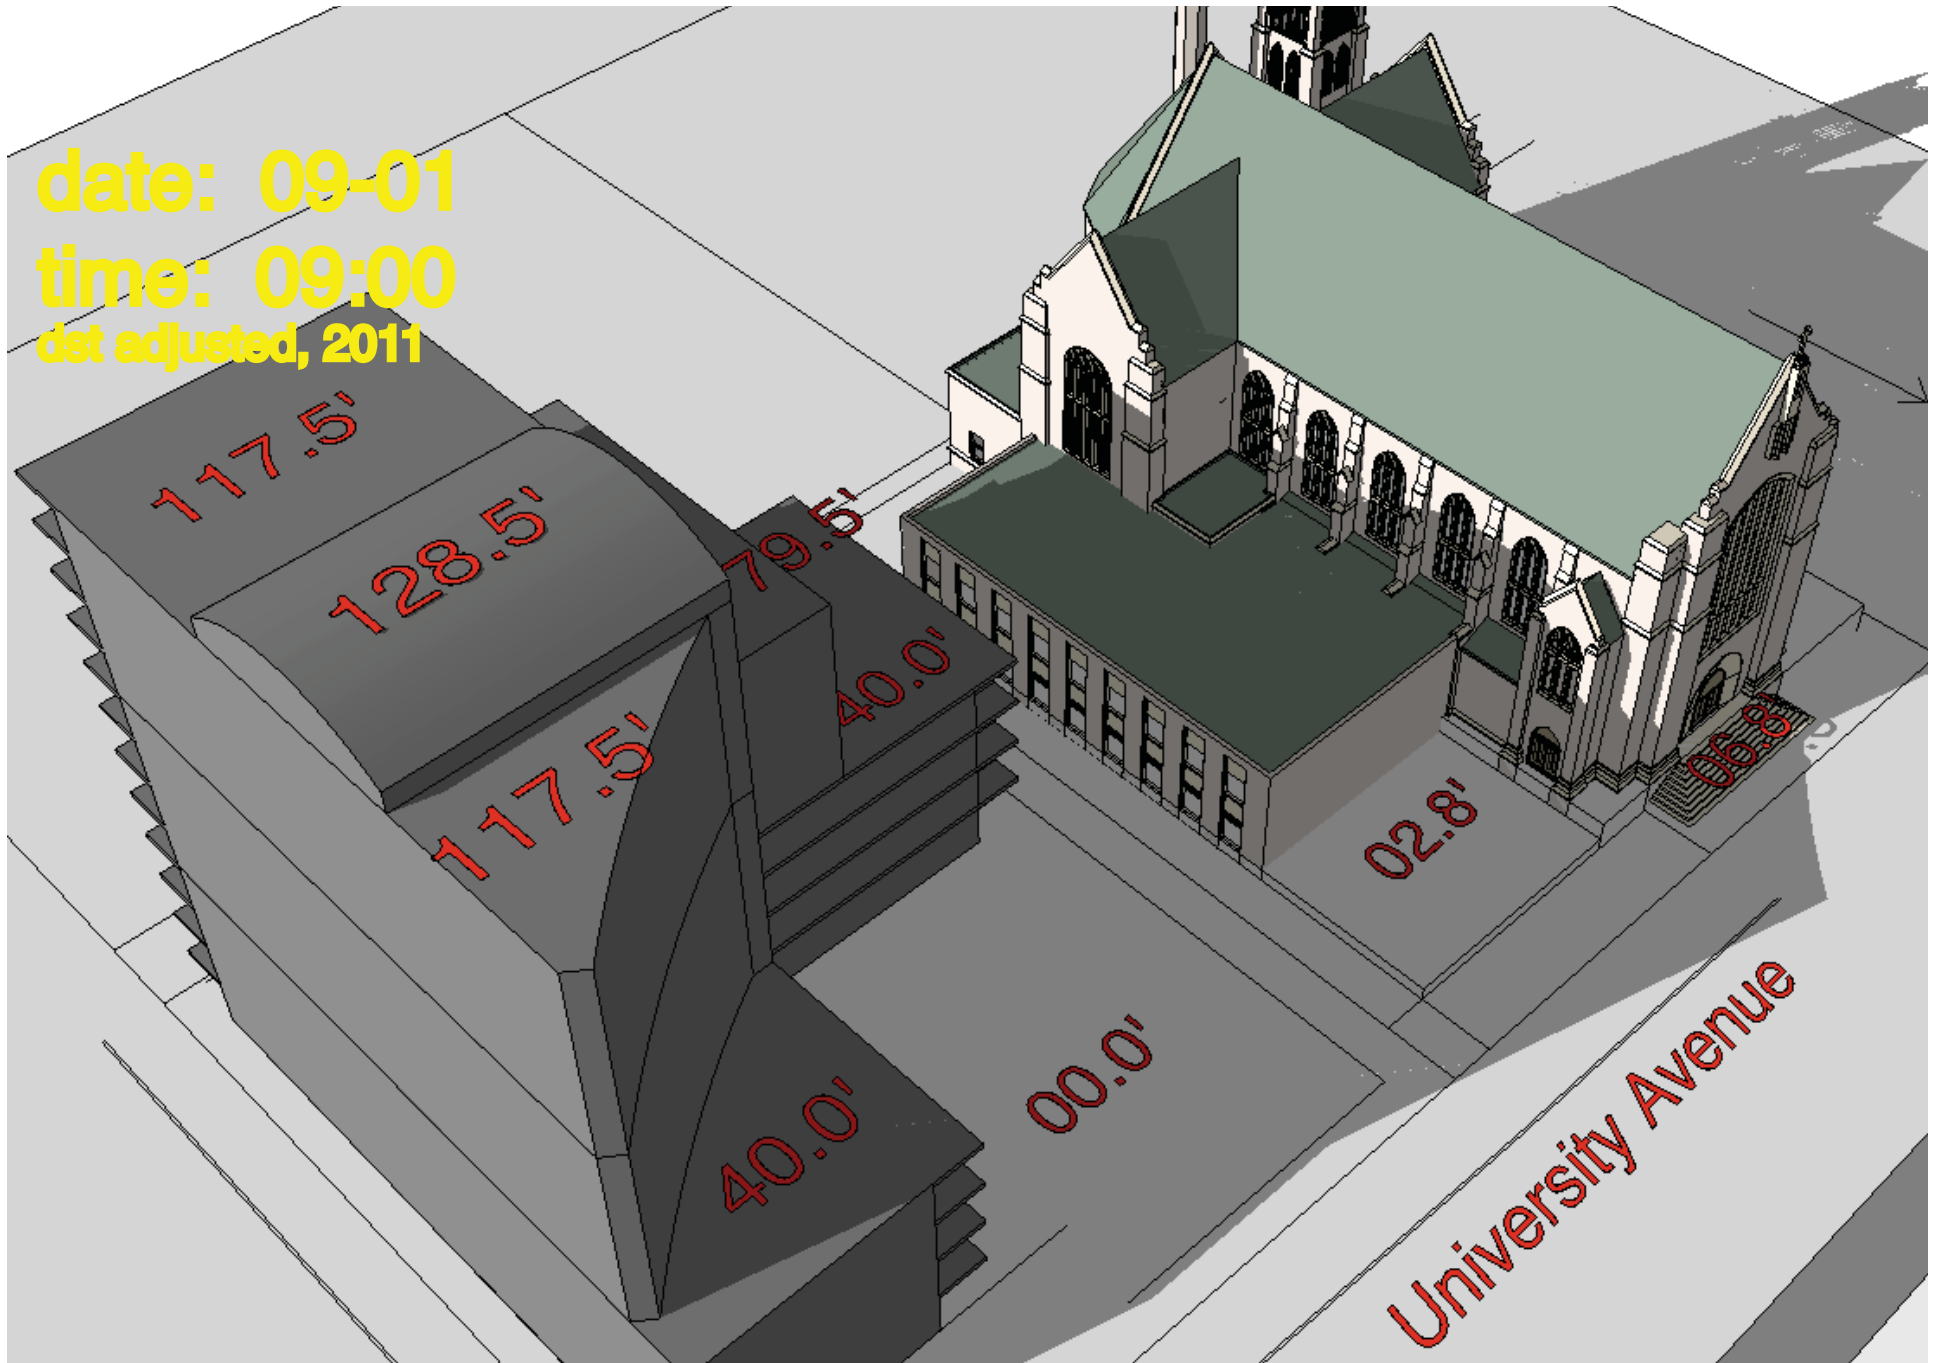 date: 09-01
time: 09:00
dst adjusted, 2011
117.5'
128.5'
79.5'
40.0'
117.5'
06.8'
02.8'
00.0'
40.0'
University Avenue